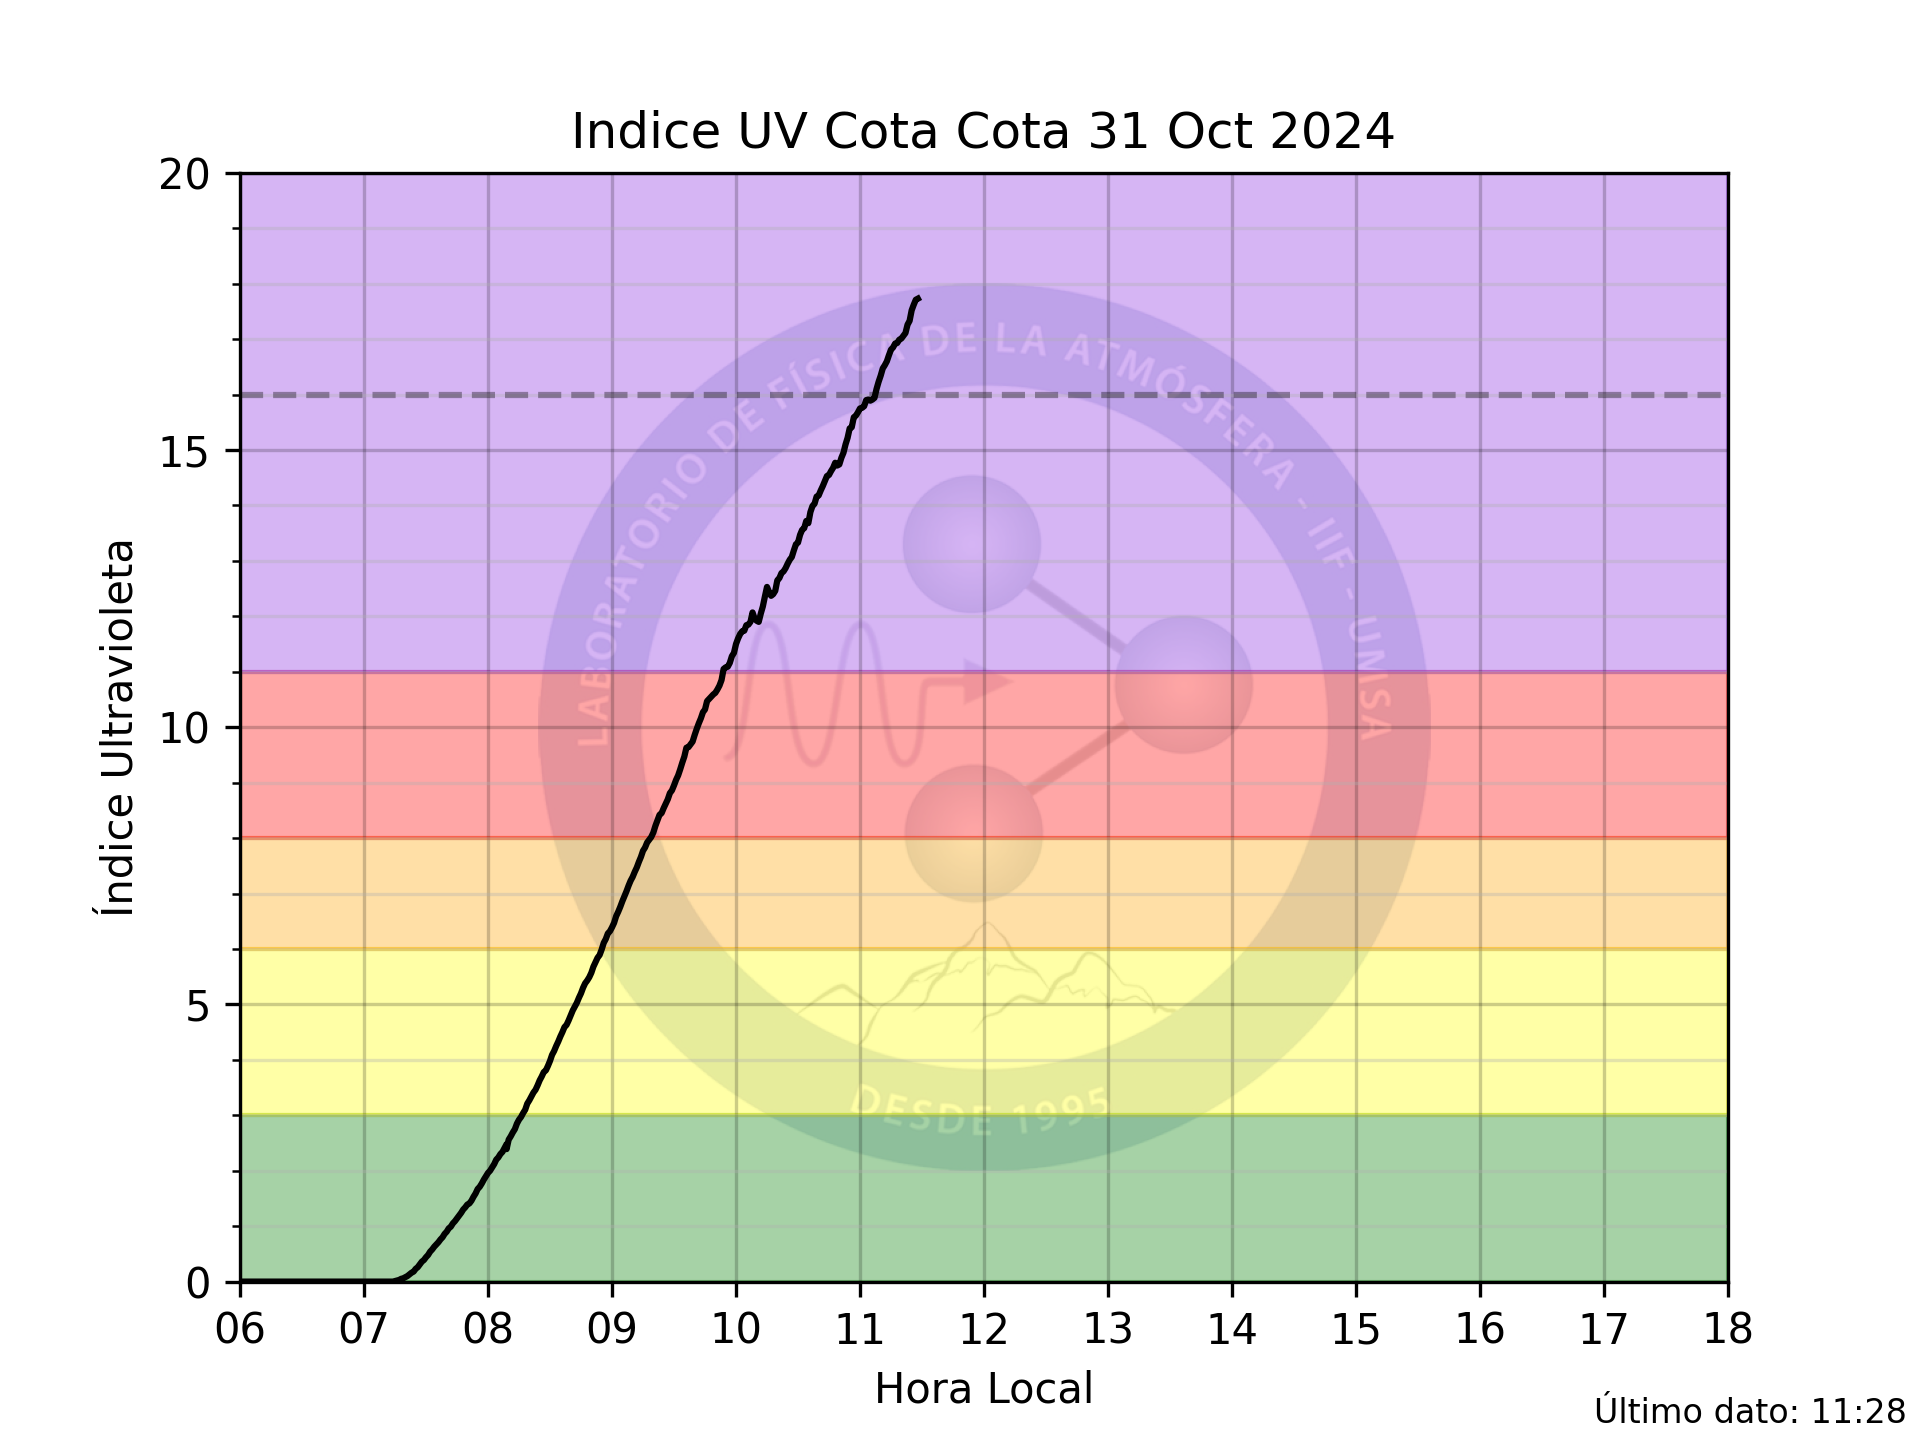 Indice UV Cota Cota 31 Oct 2024
20
15
10
5
0
Índice Ultravioleta
LABORATORIO DE FÍSICA DE LA ATMÓSFERA - IIF - UMSA
DESDE 1995
06 07 08 09 10 11 12 13 14 15 16 17 18
Hora Local
Último dato: 11:28